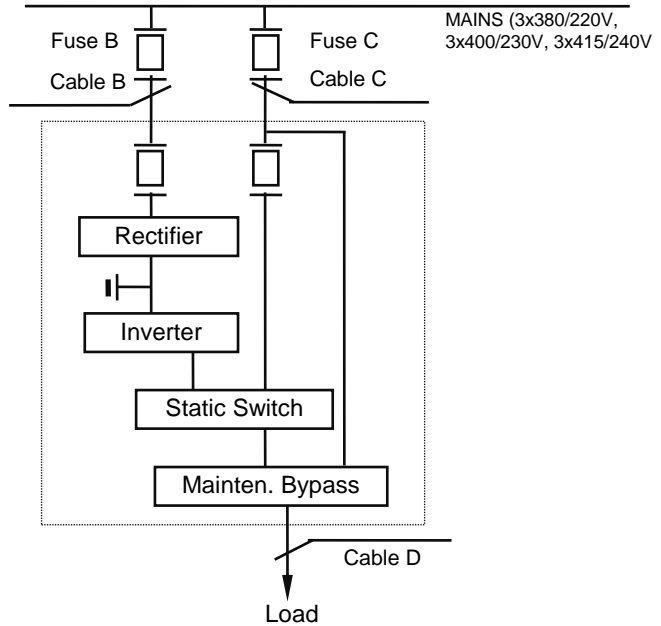 MAINS (3x380/220V,
3x400/230V, 3x415/240V
Fuse B
Fuse C
Cable B
Cable C
Rectifier
Inverter
Static Switch
Mainten. Bypass
Cable D
Load